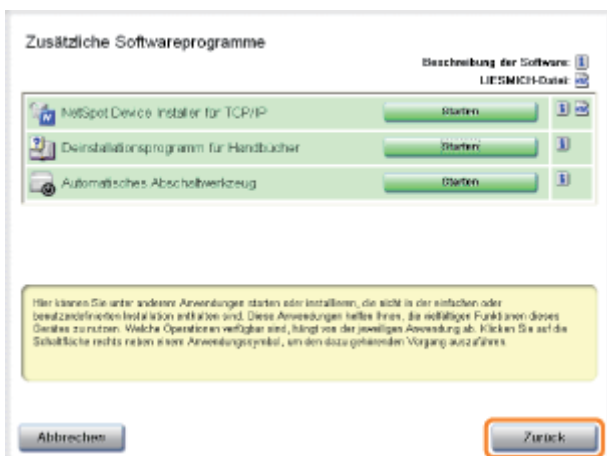 Zusätzliche Softwareprogramme
Beschreibung der Software:
LIESMICH-Datei:
NetSpot Device Installer für TCP/IP
Starten
Deinstallationsprogramm für Handbücher
Starten
Automatisches Abschaltwerkzeug
Starten
Hier können Sie unter anderem Anwendungen starten oder installieren, die nicht in der einfachen oder
benutzerdefinierten Installation enthalten sind. Diese Anwendungen helfen Ihnen, die vielfältigen Funktionen dieses
Gerätes zu nutzen. Welche Operationen verfügbar sind, hängt von der jeweiligen Anwendung ab. Klicken Sie auf die
Schaltfläche rechts neben einem Anwendungssymbol, um den dazu gehörenden Vorgang auszuführen.
Abbrechen
Zurück